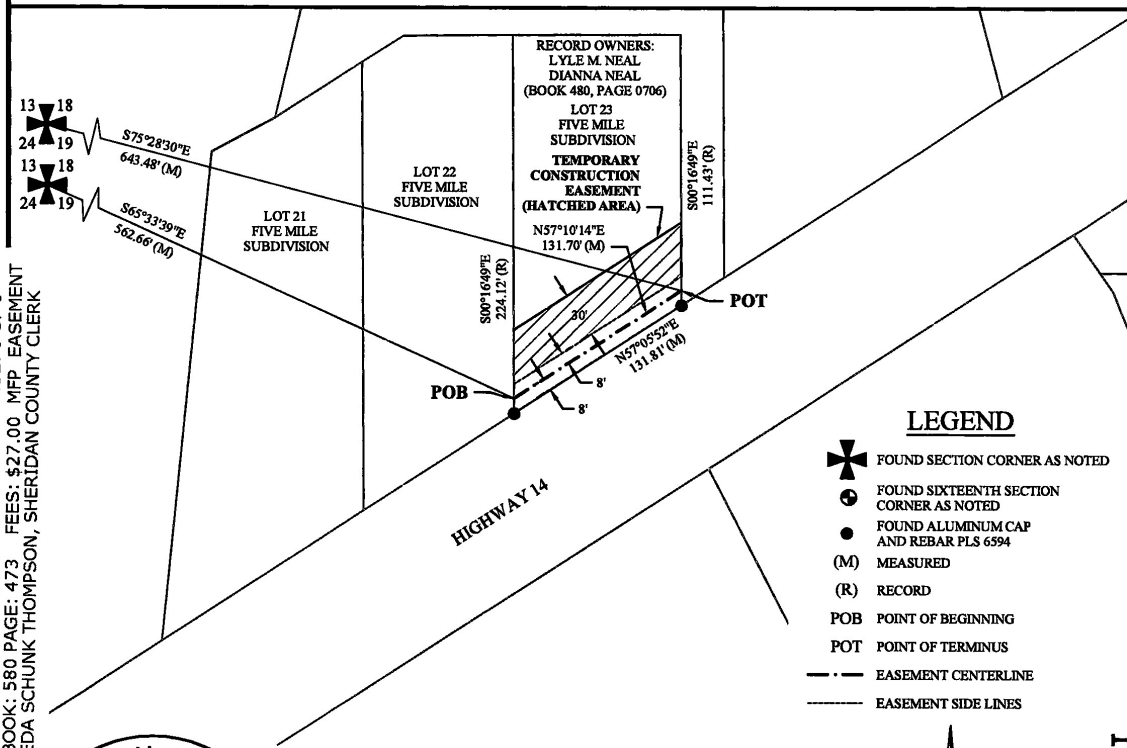 13 18
24 19
13 18
24 19
S75°28'30"E
643.48' (M)
S65°33'39"E
562.66' (M)
LOT 21
FIVE MILE
SUBDIVISION
LOT 22
FIVE MILE
SUBDIVISION
RECORD OWNERS:
LYLE M. NEAL
DIANNA NEAL
(BOOK 480, PAGE 0706)
LOT 23
FIVE MILE
SUBDIVISION
TEMPORARY
CONSTRUCTION
EASEMENT
(HATCHED AREA)
N57°10'14"E
131.70' (M)
S00°16'49"E
224.12' (R)
S00°16'49"E
111.43' (R)
30'
N57°05'52"E
131.81' (M)
8'
8'
POB
POT
HIGHWAY 14
LEGEND
FOUND SECTION CORNER AS NOTED
FOUND SIXTEENTH SECTION
CORNER AS NOTED
FOUND ALUMINUM CAP
AND REBAR PLS 6594
(M) MEASURED
(R) RECORD
POB POINT OF BEGINNING
POT POINT OF TERMINUS
EASEMENT CENTERLINE
EASEMENT SIDE LINES
BOOK: 580 PAGE: 473 FEES: $27.00 MFP EASEMENT
EDA SCHUNK THOMPSON, SHERIDAN COUNTY CLERK